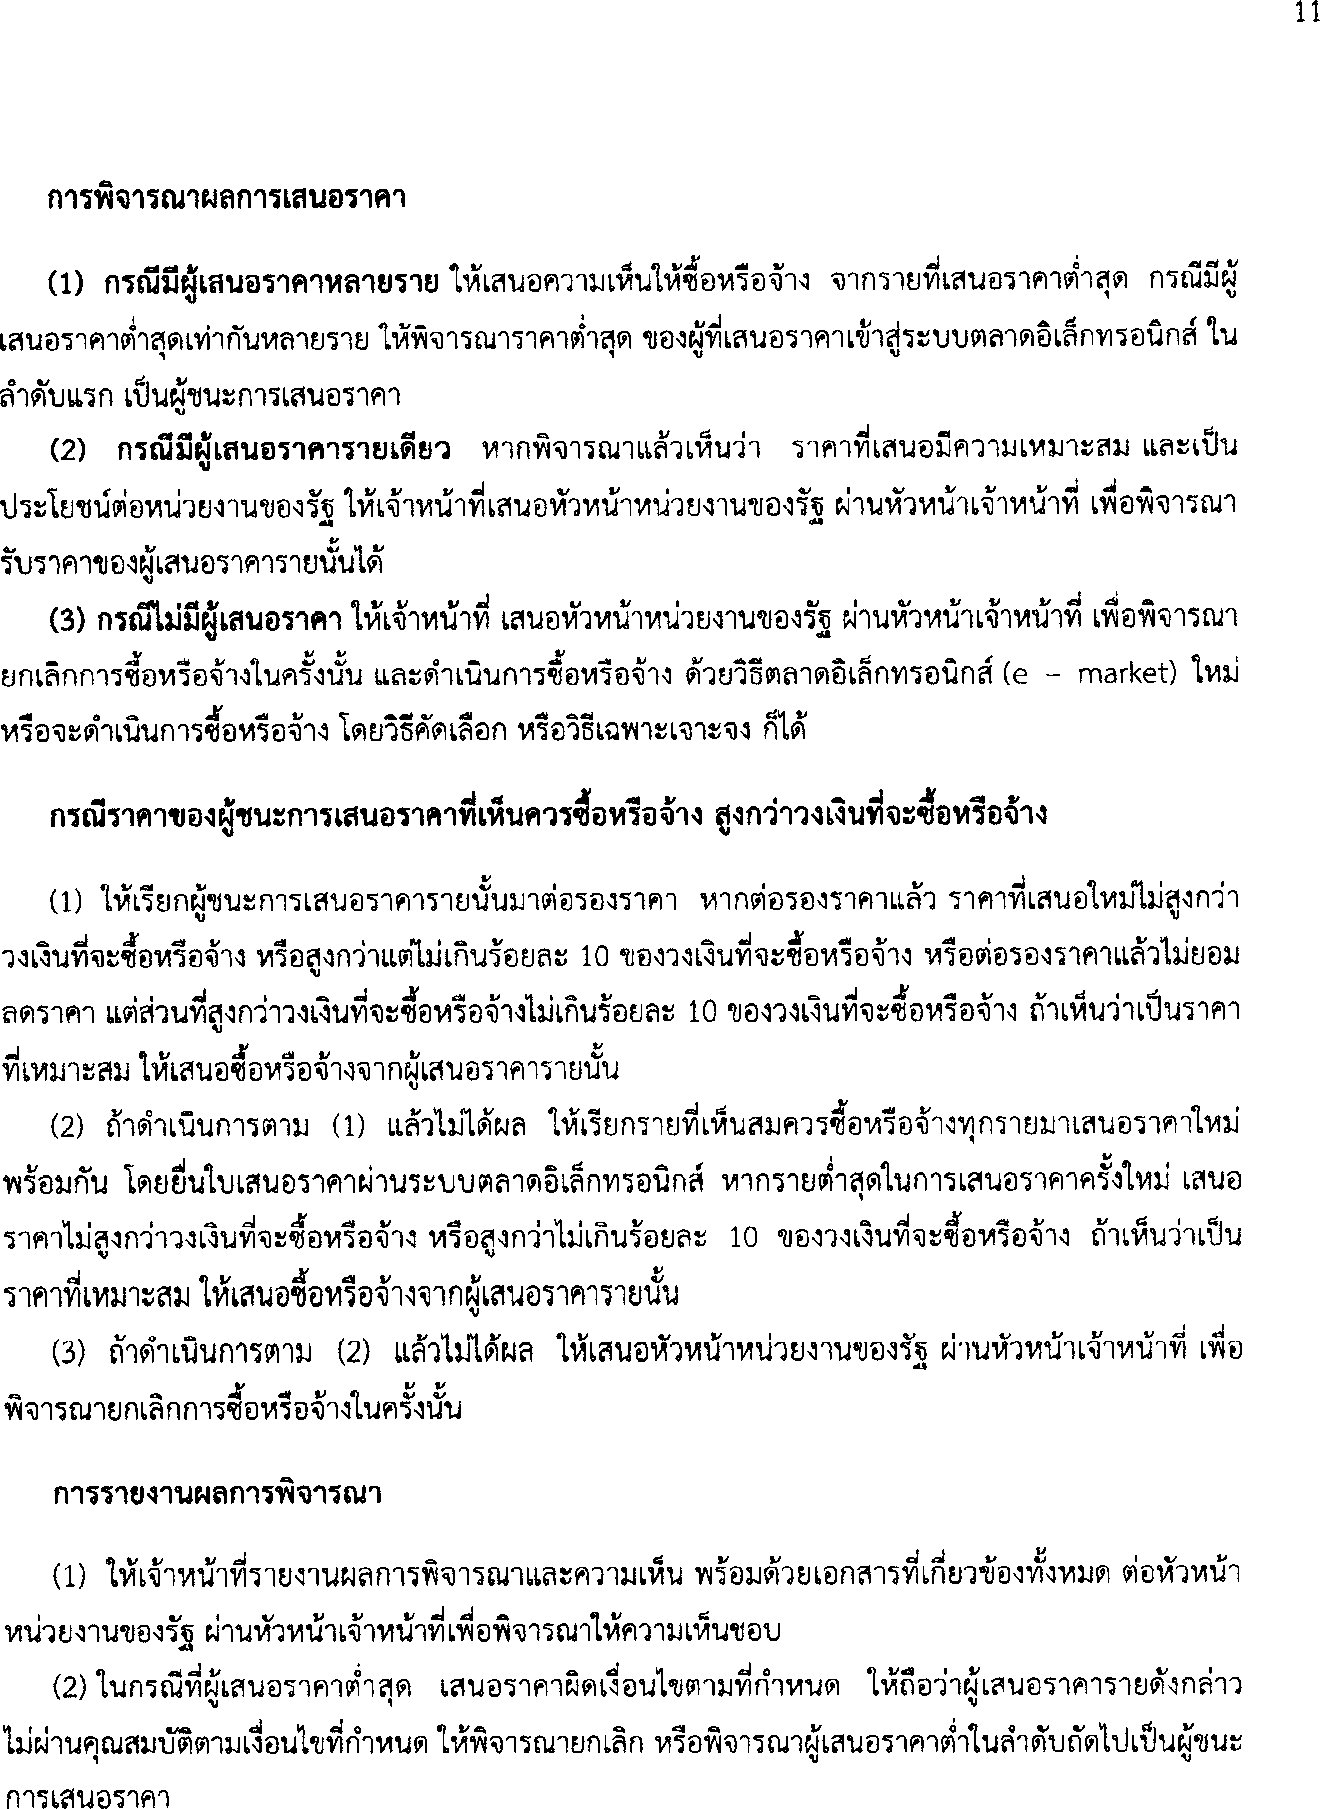 11
การพิจารณาผลการเสนอราคา
(1) กรณีมีผู้เสนอราคาหลายราย ให้เสนอความเห็นให้ซื้อหรือจ้าง จากรายที่เสนอราคาต่ำสุด กรณีมีผู้
เสนอราคาต่ำสุดเท่ากันหลายราย ให้พิจารณาราคาต่ำสุด ของผู้ที่เสนอราคาเข้าสู่ระบบตลาดอิเล็กทรอนิกส์ ใน
ลำดับแรก เป็นผู้ชนะการเสนอราคา
(2) กรณีมีผู้เสนอราคารายเดียว หากพิจารณาแล้วเห็นว่า ราคาที่เสนอมีความเหมาะสม และเป็น
ประโยชน์ต่อหน่วยงานของรัฐ ให้เจ้าหน้าที่เสนอหัวหน้าหน่วยงานของรัฐ ผ่านหัวหน้าเจ้าหน้าที่ เพื่อพิจารณา
รับราคาของผู้เสนอราคารายนั้นได้
(3) กรณีไม่มีผู้เสนอราคา ให้เจ้าหน้าที่ เสนอหัวหน้าหน่วยงานของรัฐ ผ่านหัวหน้าเจ้าหน้าที่ เพื่อพิจารณา
ยกเลิกการซื้อหรือจ้างในครั้งนั้น และดำเนินการซื้อหรือจ้าง ด้วยวิธีตลาดอิเล็กทรอนิกส์ (e – market) ใหม่
หรือจะดำเนินการซื้อหรือจ้าง โดยวิธีคัดเลือก หรือวิธีเฉพาะเจาะจง ก็ได้
กรณีราคาของผู้ชนะการเสนอราคาที่เห็นควรซื้อหรือจ้าง สูงกว่าวงเงินที่จะซื้อหรือจ้าง
(1) ให้เรียกผู้ชนะการเสนอราคารายนั้นมาต่อรองราคา หากต่อรองราคาแล้ว ราคาที่เสนอใหม่ไม่สูงกว่า
วงเงินที่จะซื้อหรือจ้าง หรือสูงกว่าแต่ไม่เกินร้อยละ 10 ของวงเงินที่จะซื้อหรือจ้าง หรือต่อรองราคาแล้วไม่ยอม
ลดราคา แต่ส่วนที่สูงกว่าวงเงินที่จะซื้อหรือจ้างไม่เกินร้อยละ 10 ของวงเงินที่จะซื้อหรือจ้าง ถ้าเห็นว่าเป็นราคา
ที่เหมาะสม ให้เสนอซื้อหรือจ้างจากผู้เสนอราคารายนั้น
(2) ถ้าดำเนินการตาม (1) แล้วไม่ได้ผล ให้เรียกรายที่เห็นสมควรซื้อหรือจ้างทุกรายมาเสนอราคาใหม่
พร้อมกัน โดยยื่นใบเสนอราคาผ่านระบบตลาดอิเล็กทรอนิกส์ หากรายต่ำสุดในการเสนอราคาครั้งใหม่ เสนอ
ราคาไม่สูงกว่าวงเงินที่จะซื้อหรือจ้าง หรือสูงกว่าไม่เกินร้อยละ 10 ของวงเงินที่จะซื้อหรือจ้าง ถ้าเห็นว่าเป็น
ราคาที่เหมาะสม ให้เสนอซื้อหรือจ้างจากผู้เสนอราคารายนั้น
(3) ถ้าดำเนินการตาม (2) แล้วไม่ได้ผล ให้เสนอหัวหน้าหน่วยงานของรัฐ ผ่านหัวหน้าเจ้าหน้าที่ เพื่อ
พิจารณายกเลิกการซื้อหรือจ้างในครั้งนั้น
การรายงานผลการพิจารณา
(1) ให้เจ้าหน้าที่รายงานผลการพิจารณาและความเห็น พร้อมด้วยเอกสารที่เกี่ยวข้องทั้งหมด ต่อหัวหน้า
หน่วยงานของรัฐ ผ่านหัวหน้าเจ้าหน้าที่เพื่อพิจารณาให้ความเห็นชอบ
(2) ในกรณีที่ผู้เสนอราคาต่ำสุด เสนอราคาผิดเงื่อนไขตามที่กำหนด ให้ถือว่าผู้เสนอราคารายดังกล่าว
ไม่ผ่านคุณสมบัติตามเงื่อนไขที่กำหนด ให้พิจารณายกเลิก หรือพิจารณาผู้เสนอราคาต่ำในลำดับถัดไปเป็นผู้ชนะ
การเสนอราคา